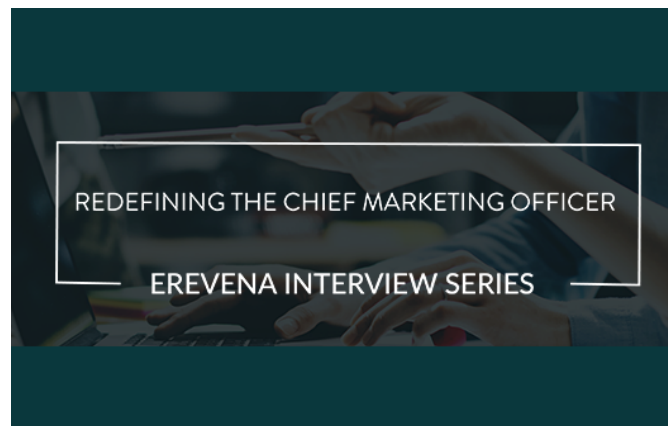 REDEFINING THE CHIEF MARKETING OFFICER
EREVENA INTERVIEW SERIES